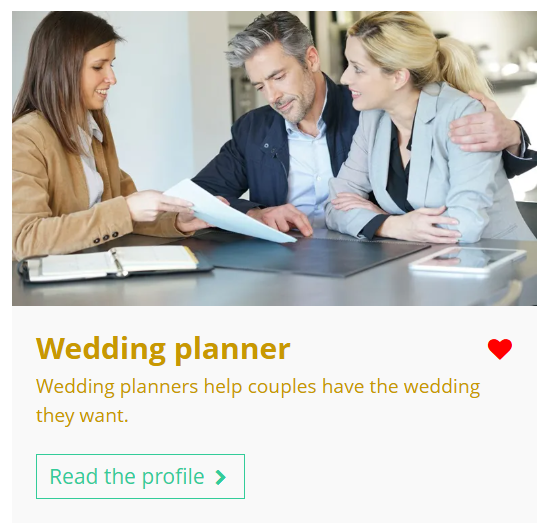 Wedding planner
Wedding planners help couples have the wedding
they want.
Read the profile